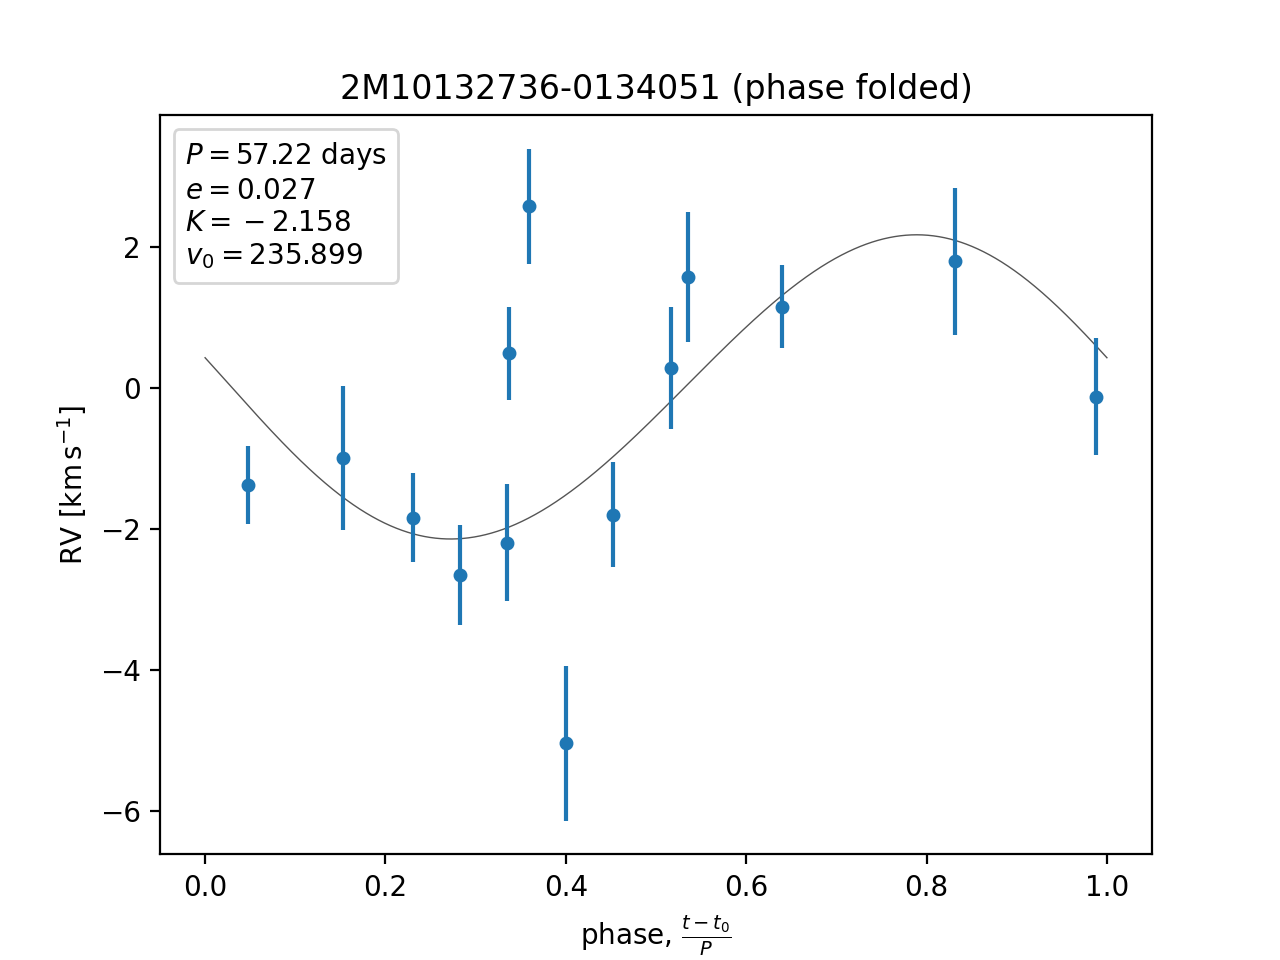 2M10132736-0134051 (phase folded)
P = 57.22 days
e = 0.027
K = −2.158
v₀ = 235.899
2
0
−2
−4
−6
RV [km s⁻¹]
0.0 0.2 0.4 0.6 0.8 1.0
phase, (t − t₀)/P